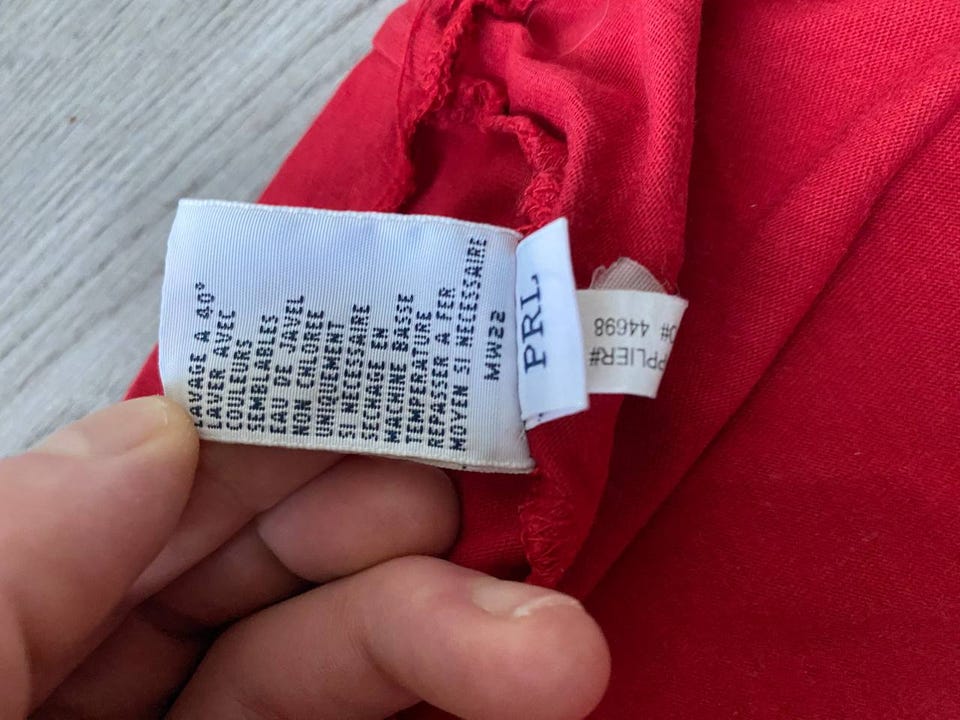 LAVAGE A 40°
LAVER AVEC
COULEURS
SEMBLABLES
EAU DE JAVEL
NON CHLOREE
UNIQUEMENT
SI NECESSAIRE
SECHAGE EN
MACHINE BASSE
TEMPERATURE
REPASSER A FER
MOYEN SI NECESSAIRE
MW22
PRL
PPLIER#
O# 44698